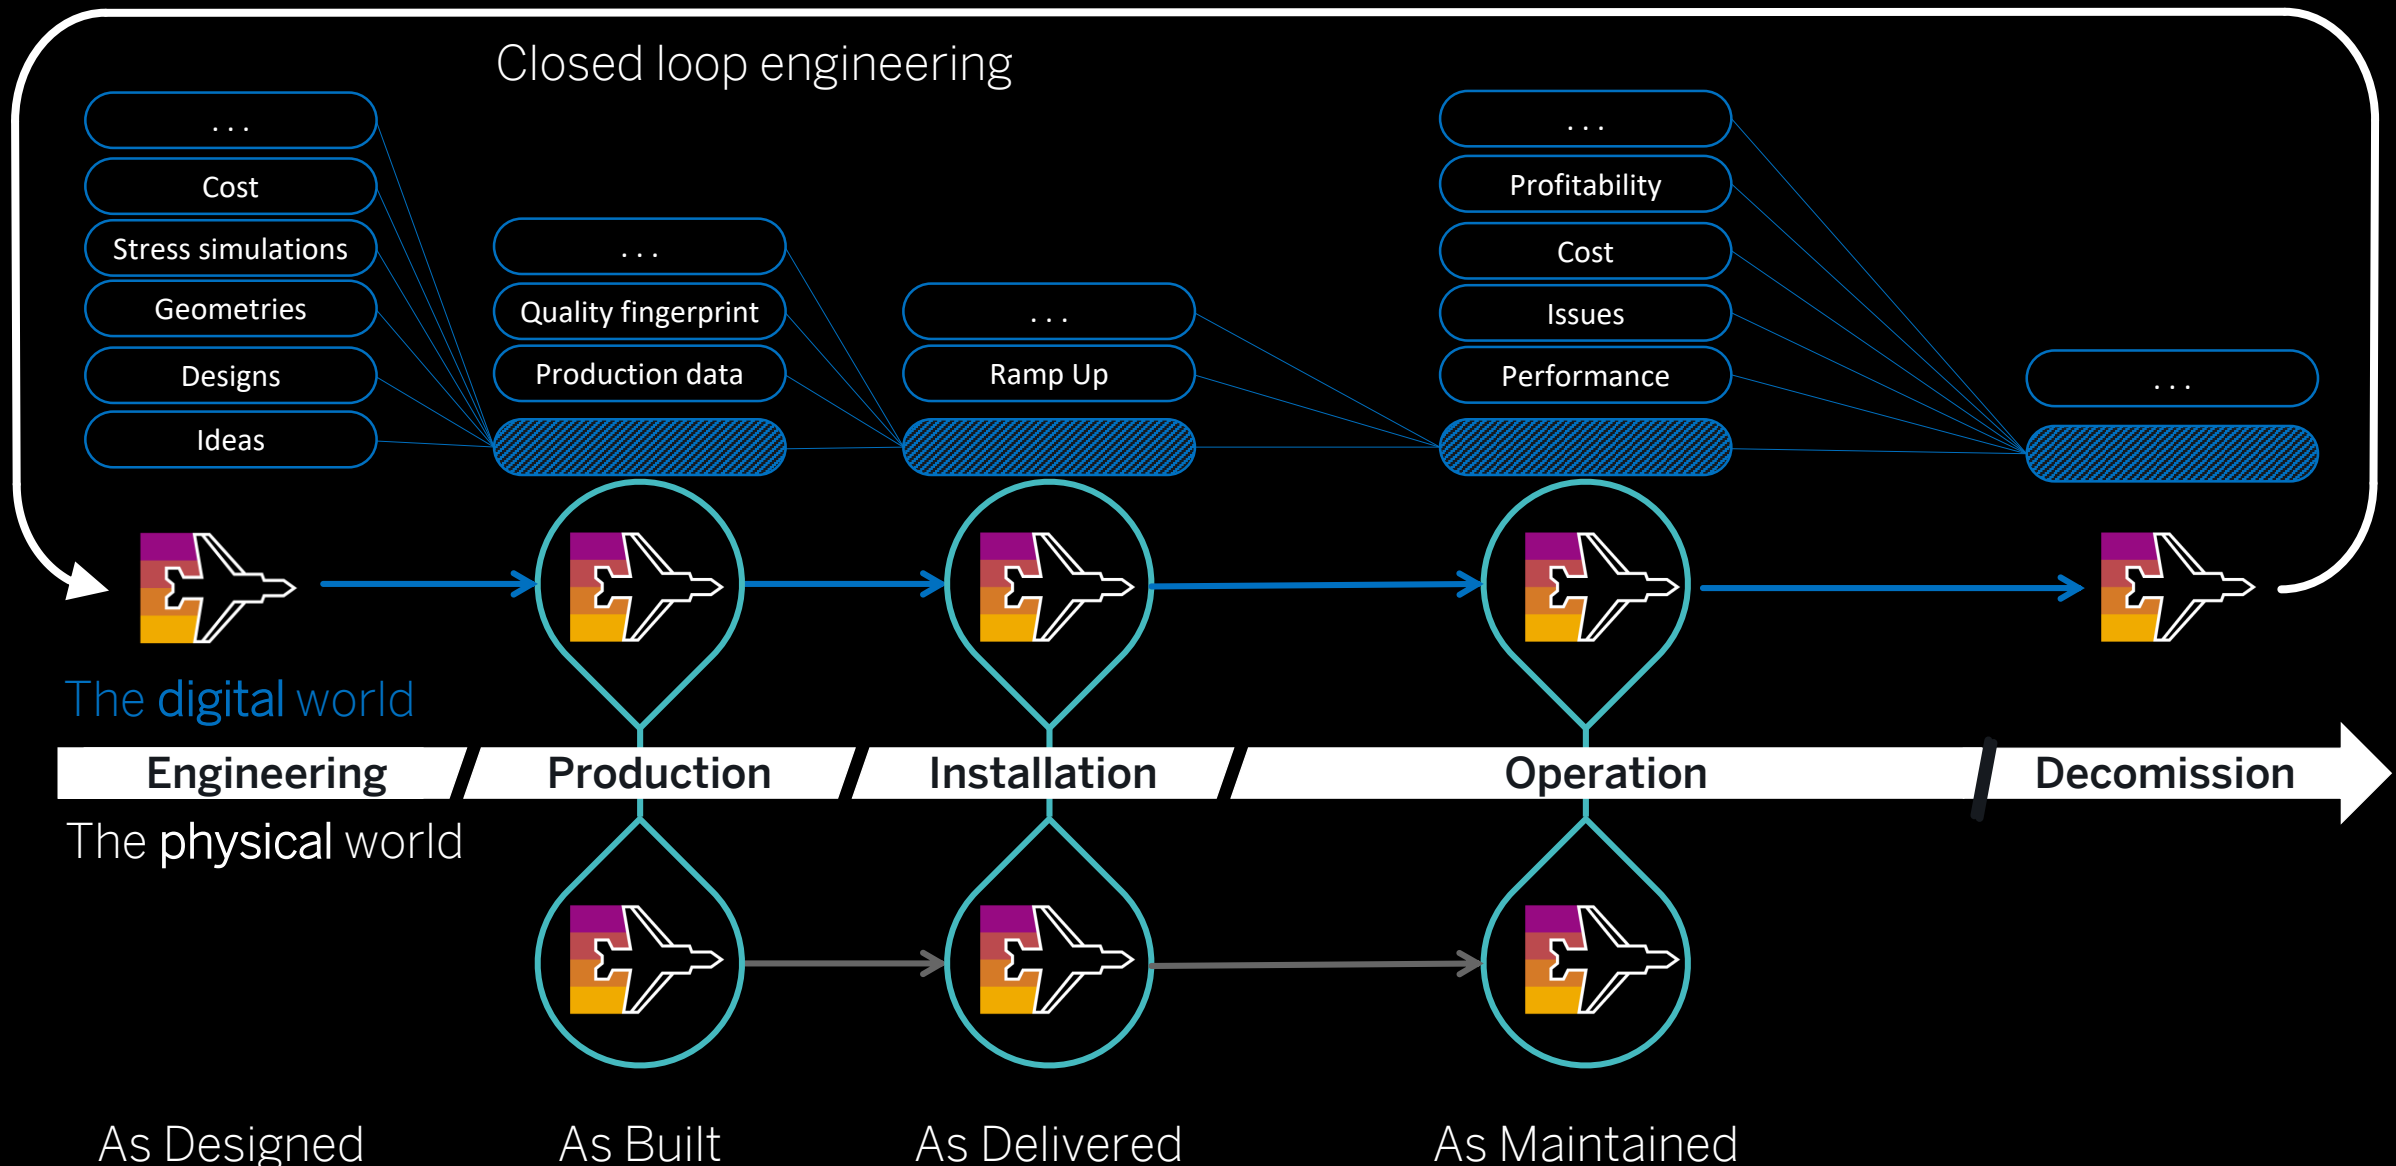 Closed loop engineering
. . .
Cost
Stress simulations
Geometries
Designs
Ideas
. . .
Quality fingerprint
Production data
. . .
Ramp Up
. . .
Profitability
Cost
Issues
Performance
. . .
The digital world
Engineering
Production
Installation
Operation
Decomission
The physical world
As Designed
As Built
As Delivered
As Maintained